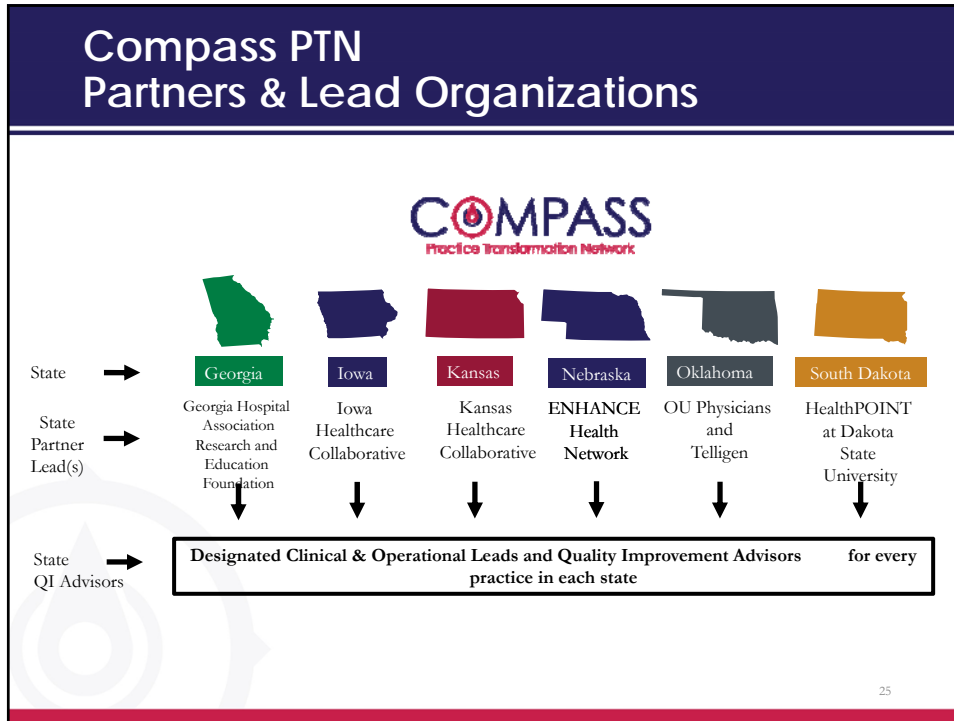 Compass PTN
Partners & Lead Organizations
COMPASS
Practice Transformation Network
State
Georgia
Iowa
Kansas
Nebraska
Oklahoma
South Dakota
State
Partner
Lead(s)
Georgia Hospital
Association
Research and
Education
Foundation
Iowa
Healthcare
Collaborative
Kansas
Healthcare
Collaborative
ENHANCE
Health
Network
OU Physicians
and
Telligen
HealthPOINT
at Dakota
State
University
State
QI Advisors
Designated Clinical & Operational Leads and Quality Improvement Advisors for every
practice in each state
25